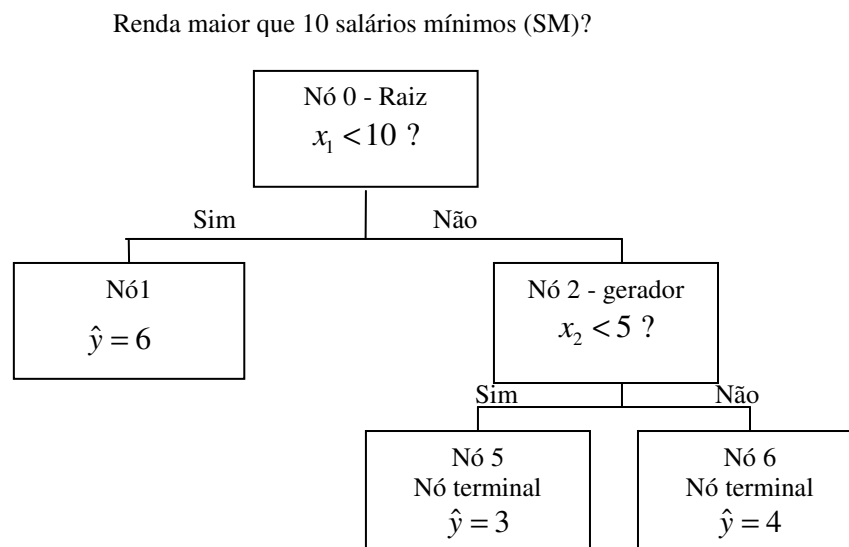 Renda maior que 10 salários mínimos (SM)?
Nó 0 - Raiz
x₁ < 10 ?
Sim
Não
Nó1
ŷ = 6
Nó 2 - gerador
x₂ < 5 ?
Sim
Não
Nó 5
Nó terminal
ŷ = 3
Nó 6
Nó terminal
ŷ = 4